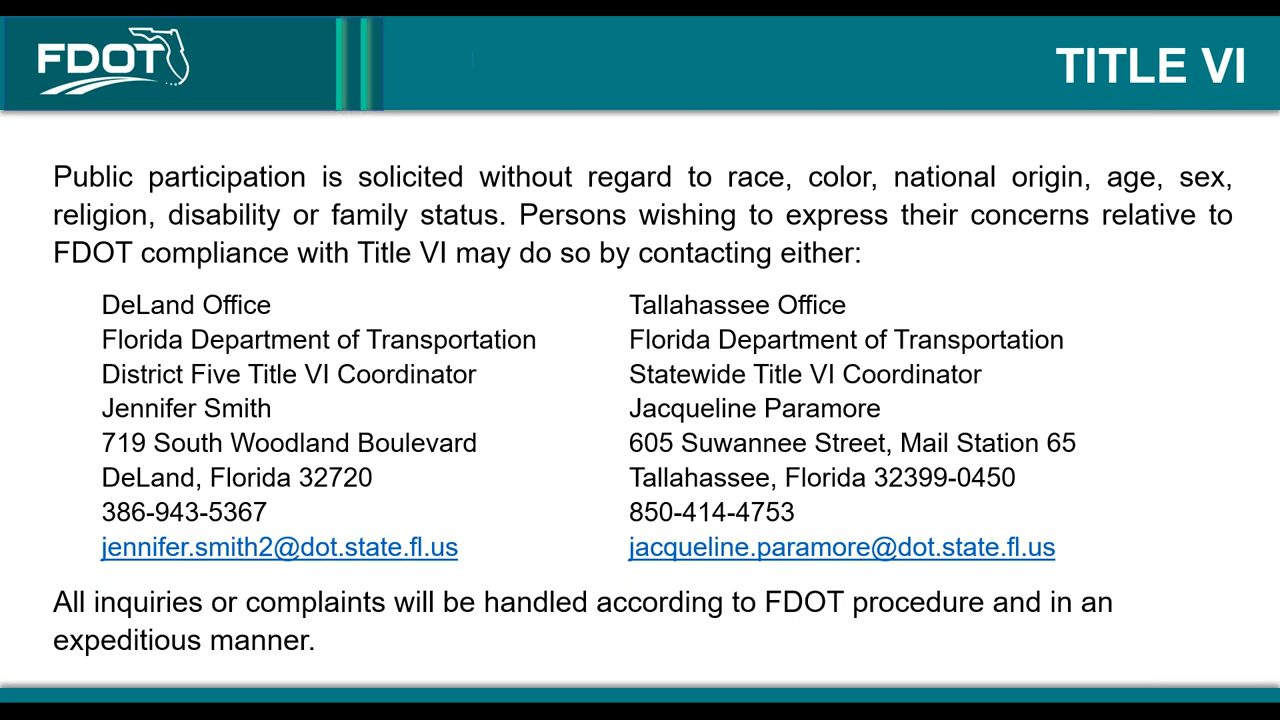 FDOT
TITLE VI
Public participation is solicited without regard to race, color, national origin, age, sex,
religion, disability or family status. Persons wishing to express their concerns relative to
FDOT compliance with Title VI may do so by contacting either:
DeLand Office
Florida Department of Transportation
District Five Title VI Coordinator
Jennifer Smith
719 South Woodland Boulevard
DeLand, Florida 32720
386-943-5367
jennifer.smith2@dot.state.fl.us
Tallahassee Office
Florida Department of Transportation
Statewide Title VI Coordinator
Jacqueline Paramore
605 Suwannee Street, Mail Station 65
Tallahassee, Florida 32399-0450
850-414-4753
jacqueline.paramore@dot.state.fl.us
All inquiries or complaints will be handled according to FDOT procedure and in an
expeditious manner.